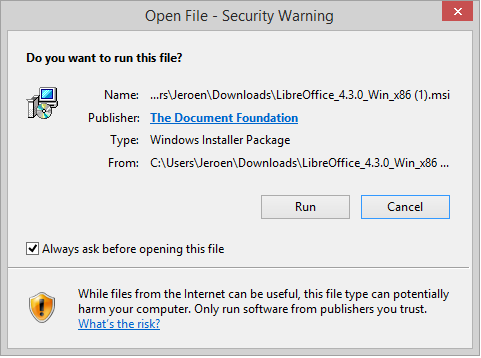 Open File - Security Warning
Do you want to run this file?
Name: ...rs\Jeroen\Downloads\LibreOffice_4.3.0_Win_x86 (1).msi
Publisher: The Document Foundation
Type: Windows Installer Package
From: C:\Users\Jeroen\Downloads\LibreOffice_4.3.0_Win_x86 ...
Run Cancel
Always ask before opening this file
While files from the Internet can be useful, this file type can potentially
harm your computer. Only run software from publishers you trust.
What's the risk?